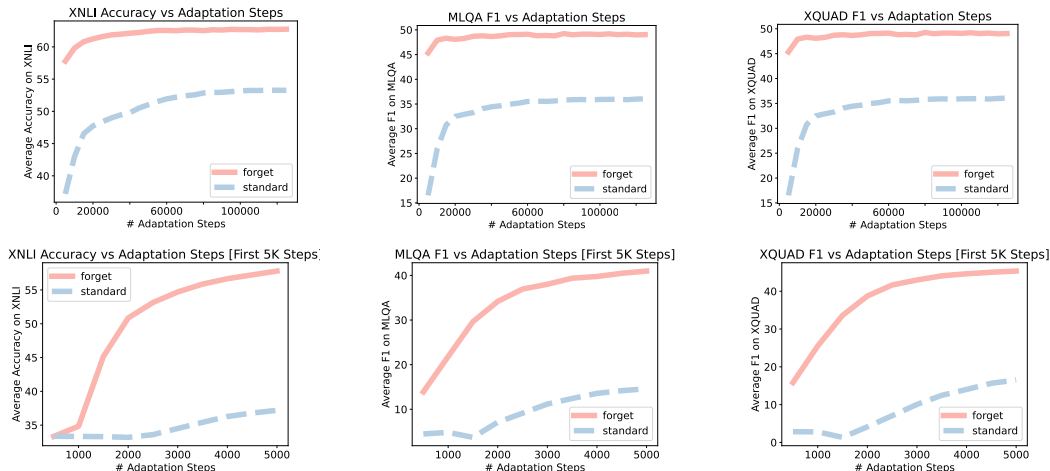 XNLI Accuracy vs Adaptation Steps
Average Accuracy on XNLI
60
55
50
45
40
forget
standard
0
20000
60000
100000
# Adaptation Steps
MLQA F1 vs Adaptation Steps
Average F1 on MLQA
50
45
40
35
30
25
20
15
forget
standard
20000
60000
100000
# Adaptation Steps
XQUAD F1 vs Adaptation Steps
Average F1 on XQUAD
50
45
40
35
30
25
20
15
forget
standard
0
20000
60000
100000
# Adaptation Steps
XNLI Accuracy vs Adaptation Steps [First 5K Steps]
Average Accuracy on XNLI
55
50
45
40
35
forget
standard
1000
2000
3000
4000
5000
# Adaptation Steps
MLQA F1 vs Adaptation Steps [First 5K Steps]
Average F1 on MLQA
40
30
20
10
forget
standard
1000
2000
3000
4000
5000
# Adaptation Steps
XQUAD F1 vs Adaptation Steps [First 5K Steps]
Average F1 on XQUAD
40
30
20
10
0
forget
standard
1000
2000
3000
4000
5000
# Adaptation Steps